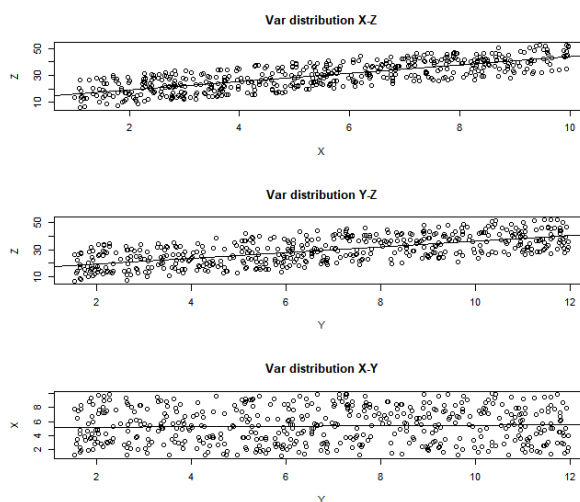 Var distribution X-Z
Z
10 30 50
2 4 6 8 10
X
Var distribution Y-Z
Z
10 30 50
2 4 6 8 10 12
Y
Var distribution X-Y
X
2 4 6 8
2 4 6 8 10 12
Y